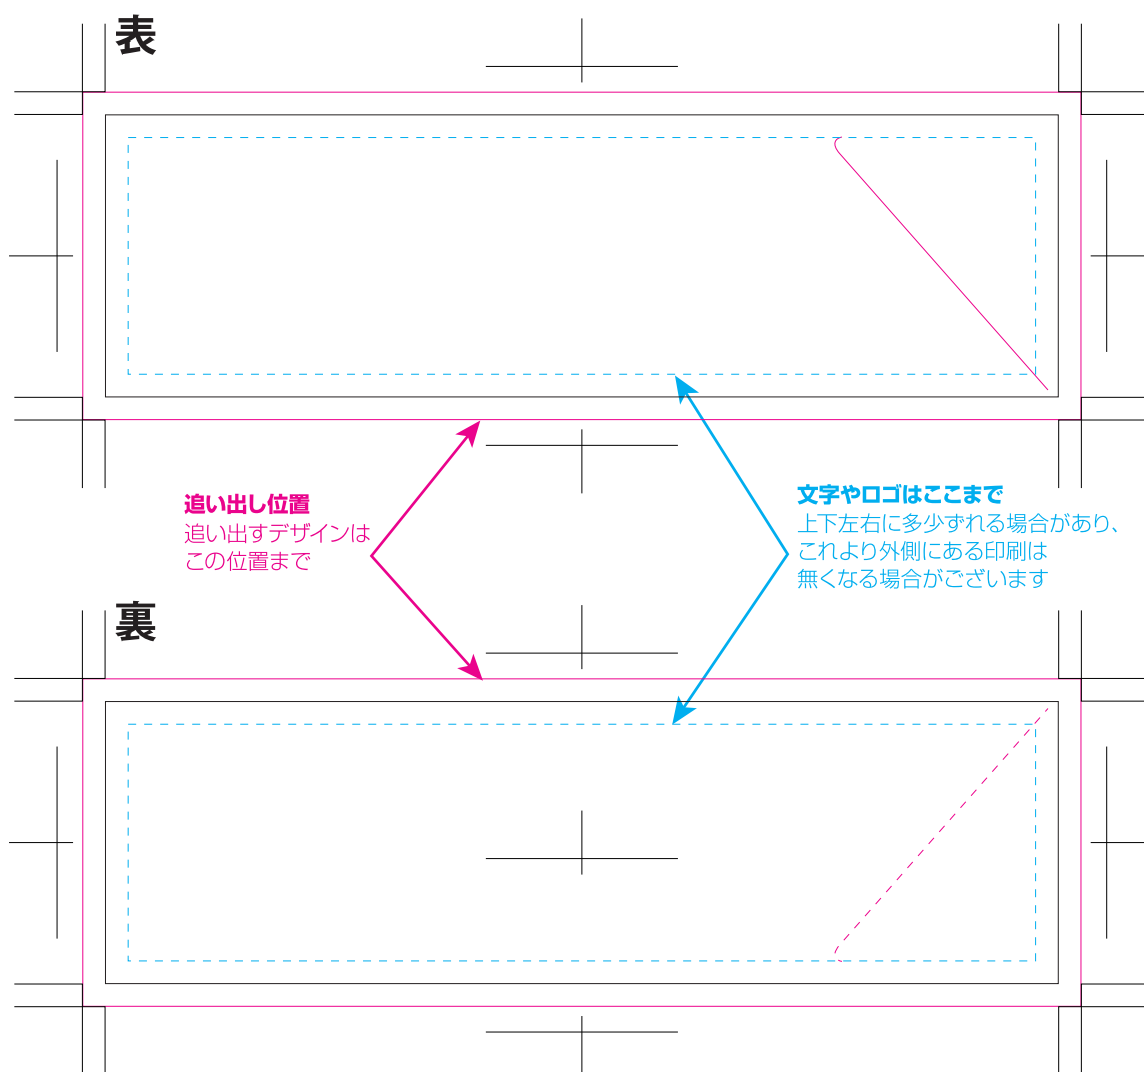 表
追い出し位置
追い出すデザインは
この位置まで
文字やロゴはここまで
上下左右に多少ずれる場合があり、
これより外側にある印刷は
無くなる場合がございます
裏